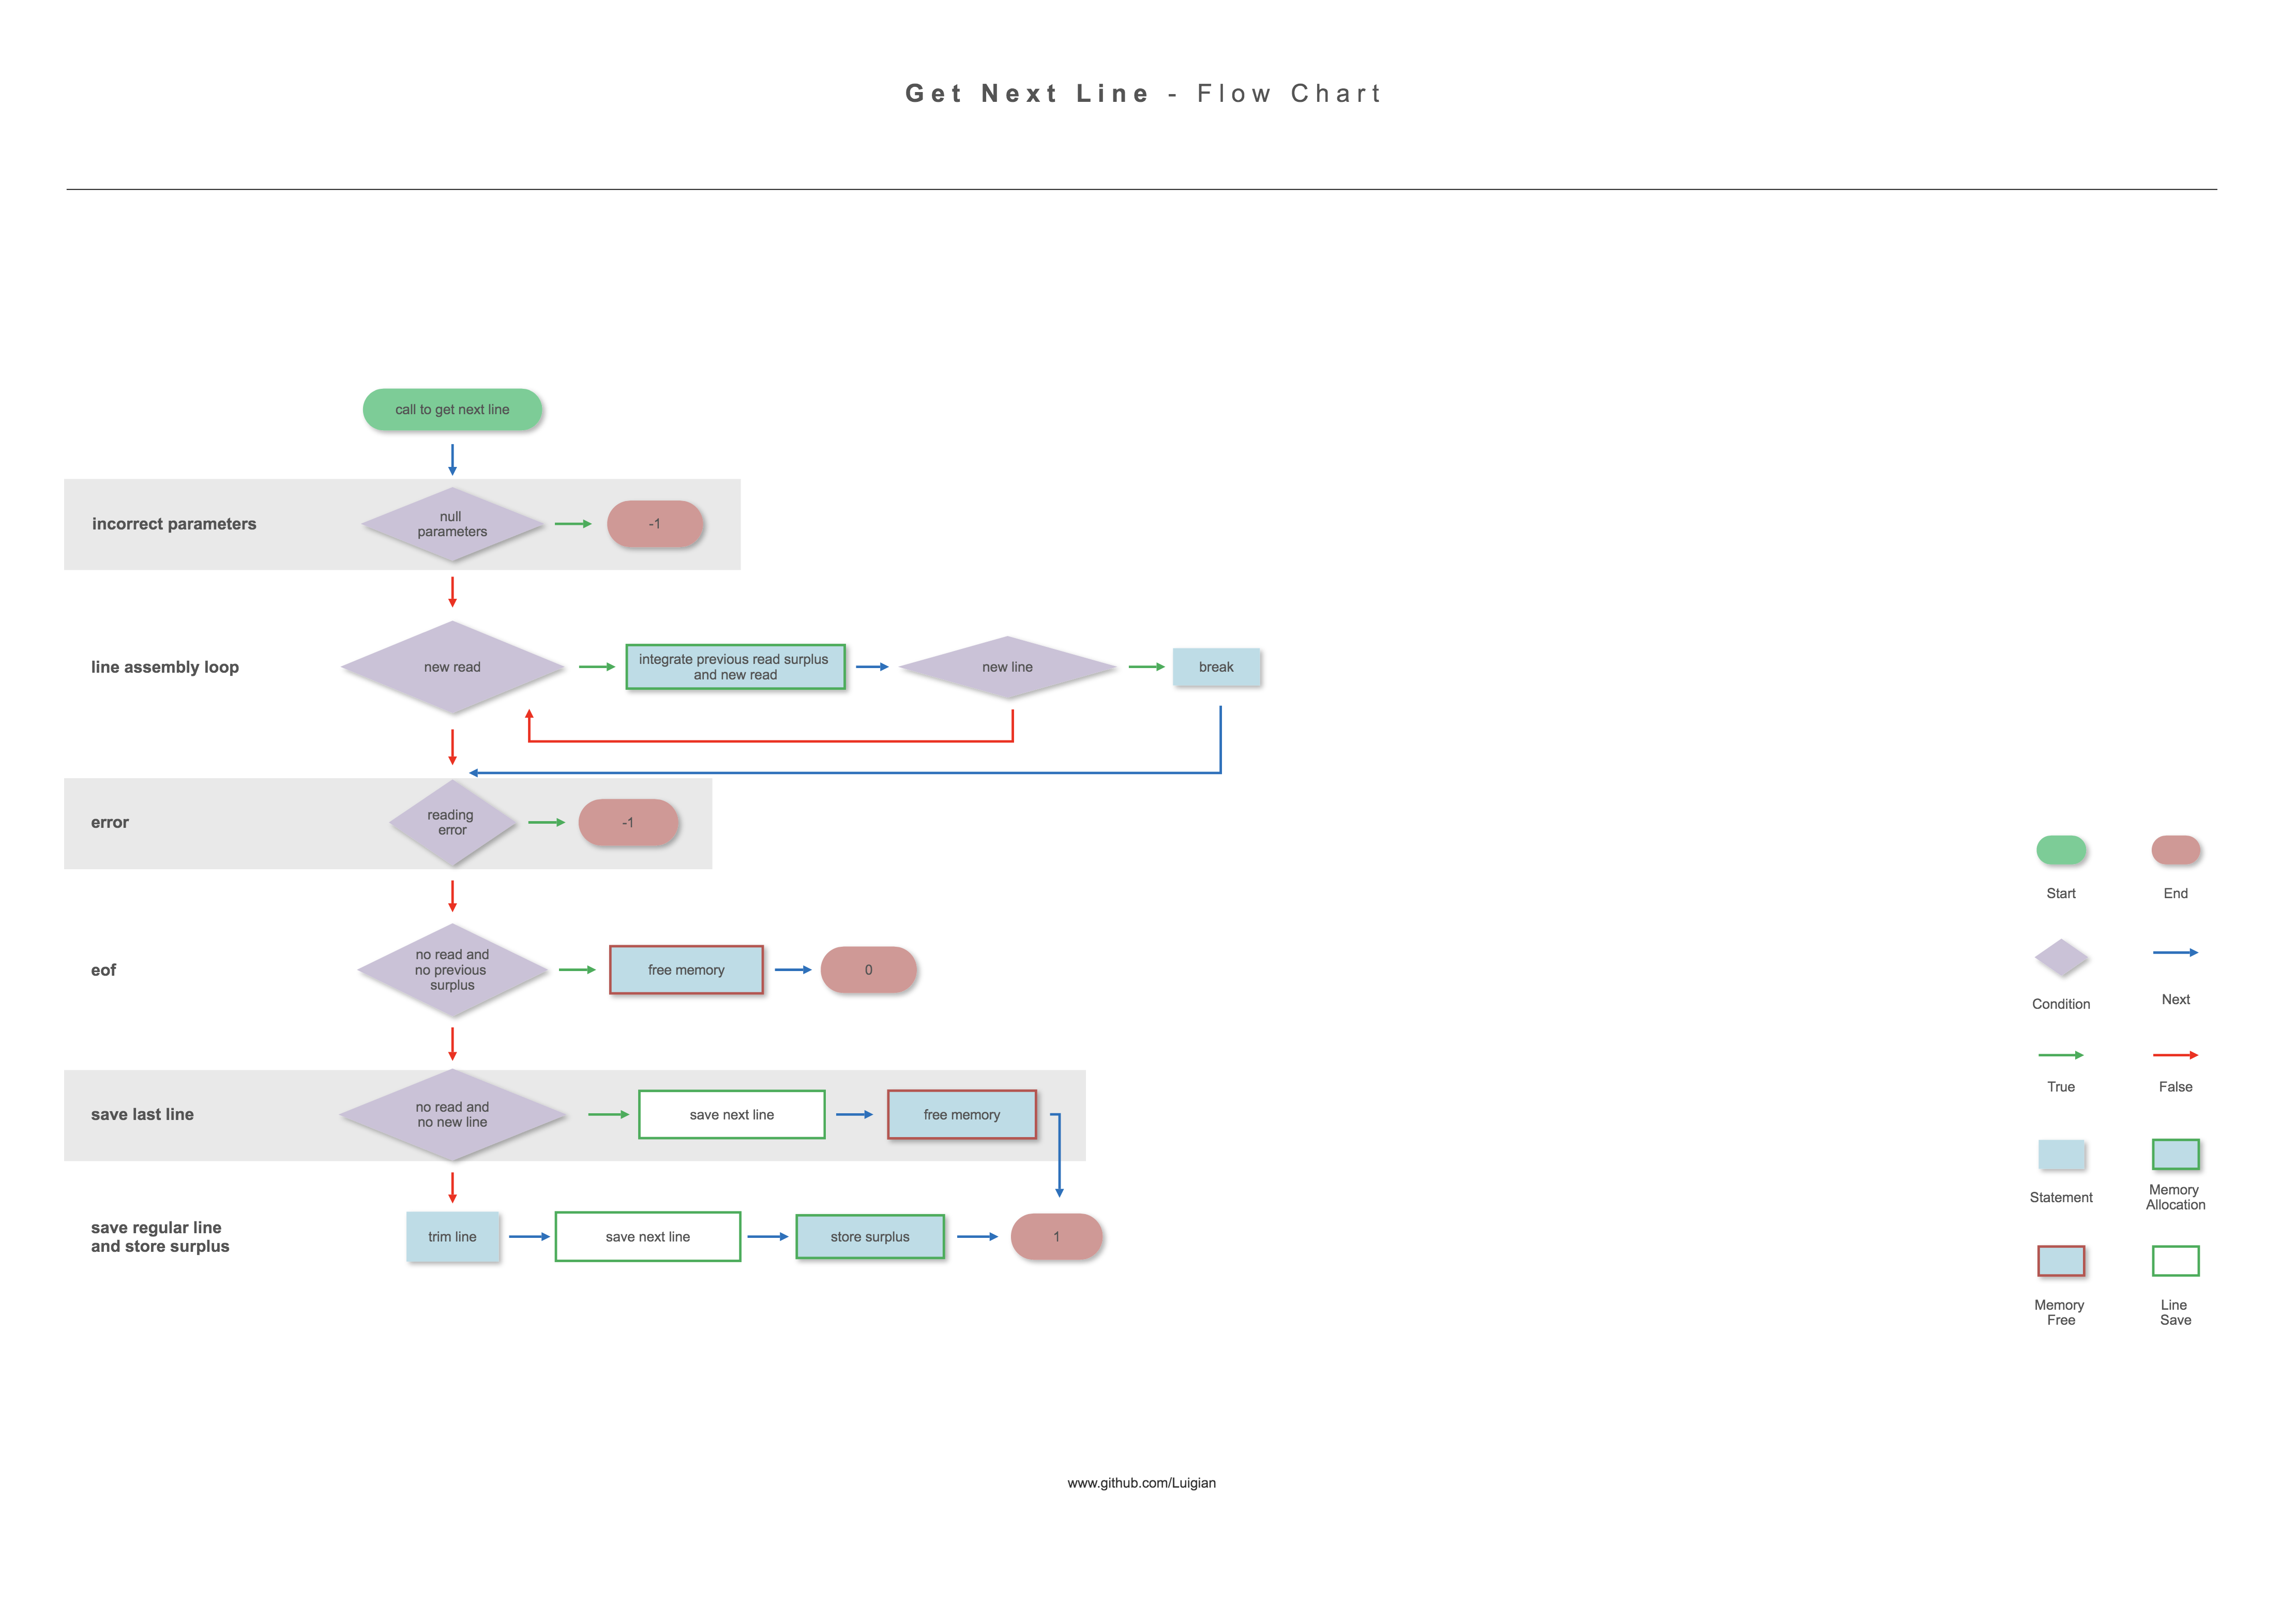 Get Next Line - Flow Chart
call to get next line
incorrect parameters
null
parameters
-1
line assembly loop
new read
integrate previous read surplus
and new read
new line
break
error
reading
error
-1
eof
no read and
no previous
surplus
free memory
0
save last line
no read and
no new line
save next line
free memory
save regular line
and store surplus
trim line
save next line
store surplus
1
Start
End
Condition
Next
True
False
Statement
Memory
Allocation
Memory
Free
Line
Save
www.github.com/Luigian